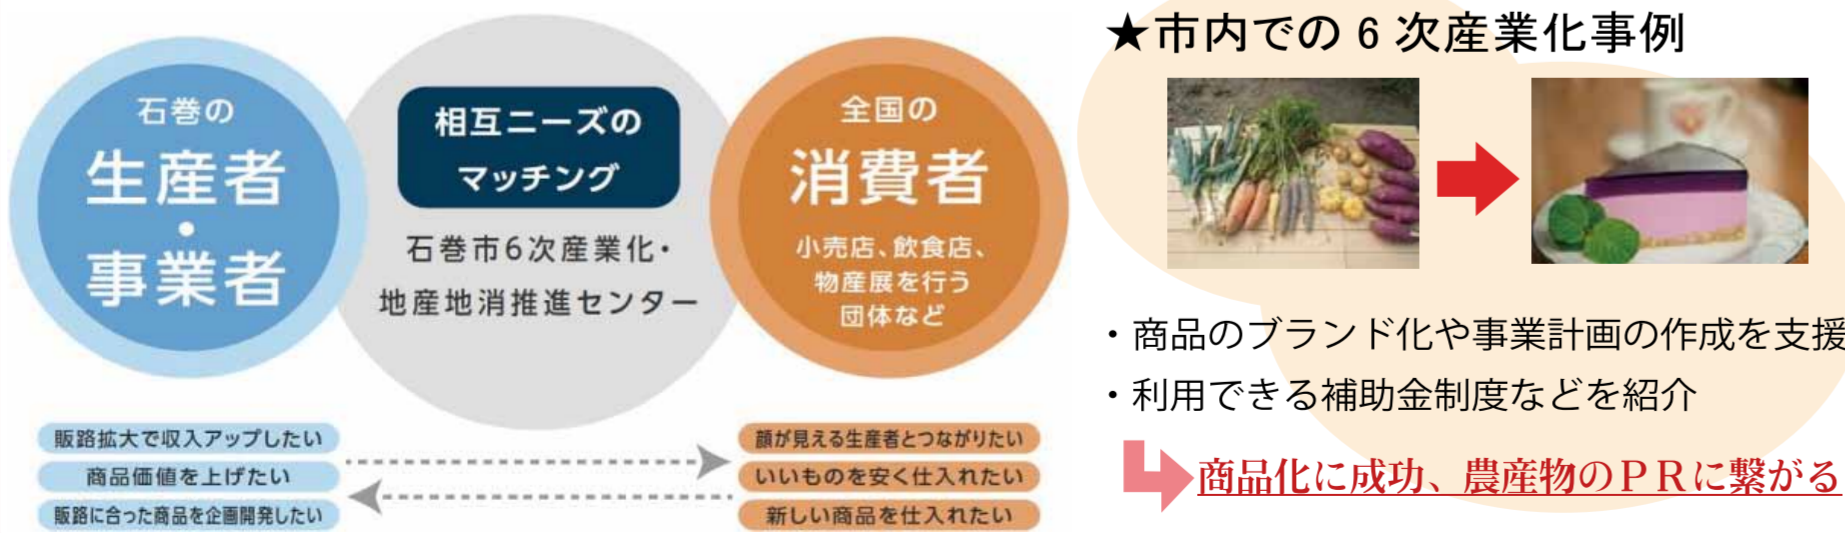 石巻の
生産者
・
事業者
相互ニーズの
マッチング
石巻市6次産業化・
地産地消推進センター
全国の
消費者
小売店、飲食店、
物産展を行う
団体など
販路拡大で収入アップしたい
商品価値を上げたい
販路に合った商品を企画開発したい
顔が見える生産者とつながりたい
いいものを安く仕入れたい
新しい商品を仕入れたい
★市内での6次産業化事例
・商品のブランド化や事業計画の作成を支援
・利用できる補助金制度などを紹介
商品化に成功、農産物のPRに繋がる